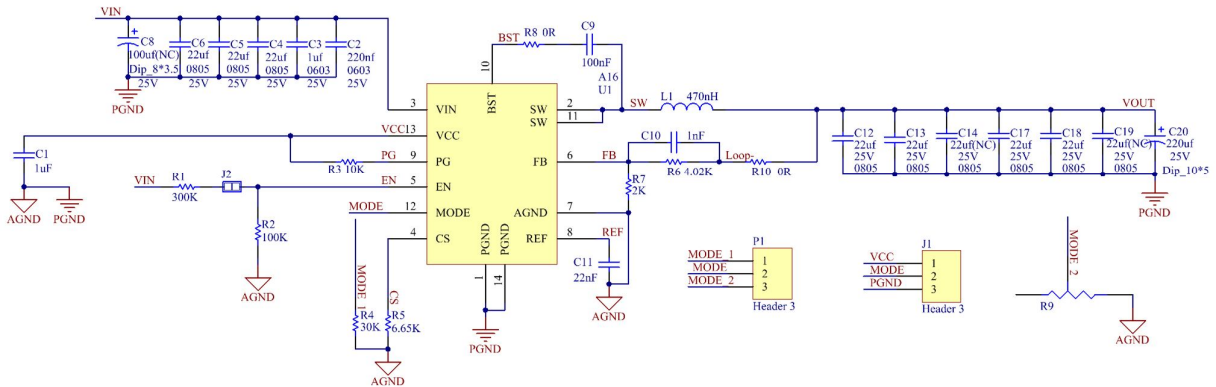 VIN
C8
100uf(NC)
Dip_8*3.5
25V
C6
22uf
0805
25V
C5
22uf
0805
25V
C4
22uf
0805
25V
C3
1uf
0603
25V
C2
220nf
0603
25V
PGND
BST
R8 0R
C9
100nF
A16
U1
10
BST
3
VIN
VCC
13
VCC
PG
9
PG
EN
5
EN
MODE
12
MODE
4
CS
SW
2
SW
11
FB
6
AGND
7
REF
8
PGND
1
PGND
14
PGND
C1
1uF
AGND
PGND
R3 10K
VIN
R1
300K
J2
R2
100K
AGND
MODE_1
R4
30K
CS
R5
6.65K
AGND
SW
L1
470nH
C10
1nF
FB
R6 4.02K
Loop-
R10 0R
R7
2K
REF
C11
22nF
AGND
VOUT
C12
22uf
25V
0805
C13
22uf
25V
0805
C14
22uf(NC)
25V
0805
C17
22uf
25V
0805
C18
22uf
25V
0805
C19
22uf(NC)
25V
0805
C20
220uf
25V
Dip_10*5
PGND
P1
MODE_1
1
MODE
2
MODE_2
3
Header 3
J1
VCC
1
MODE
2
PGND
3
Header 3
MODE_2
R9
AGND